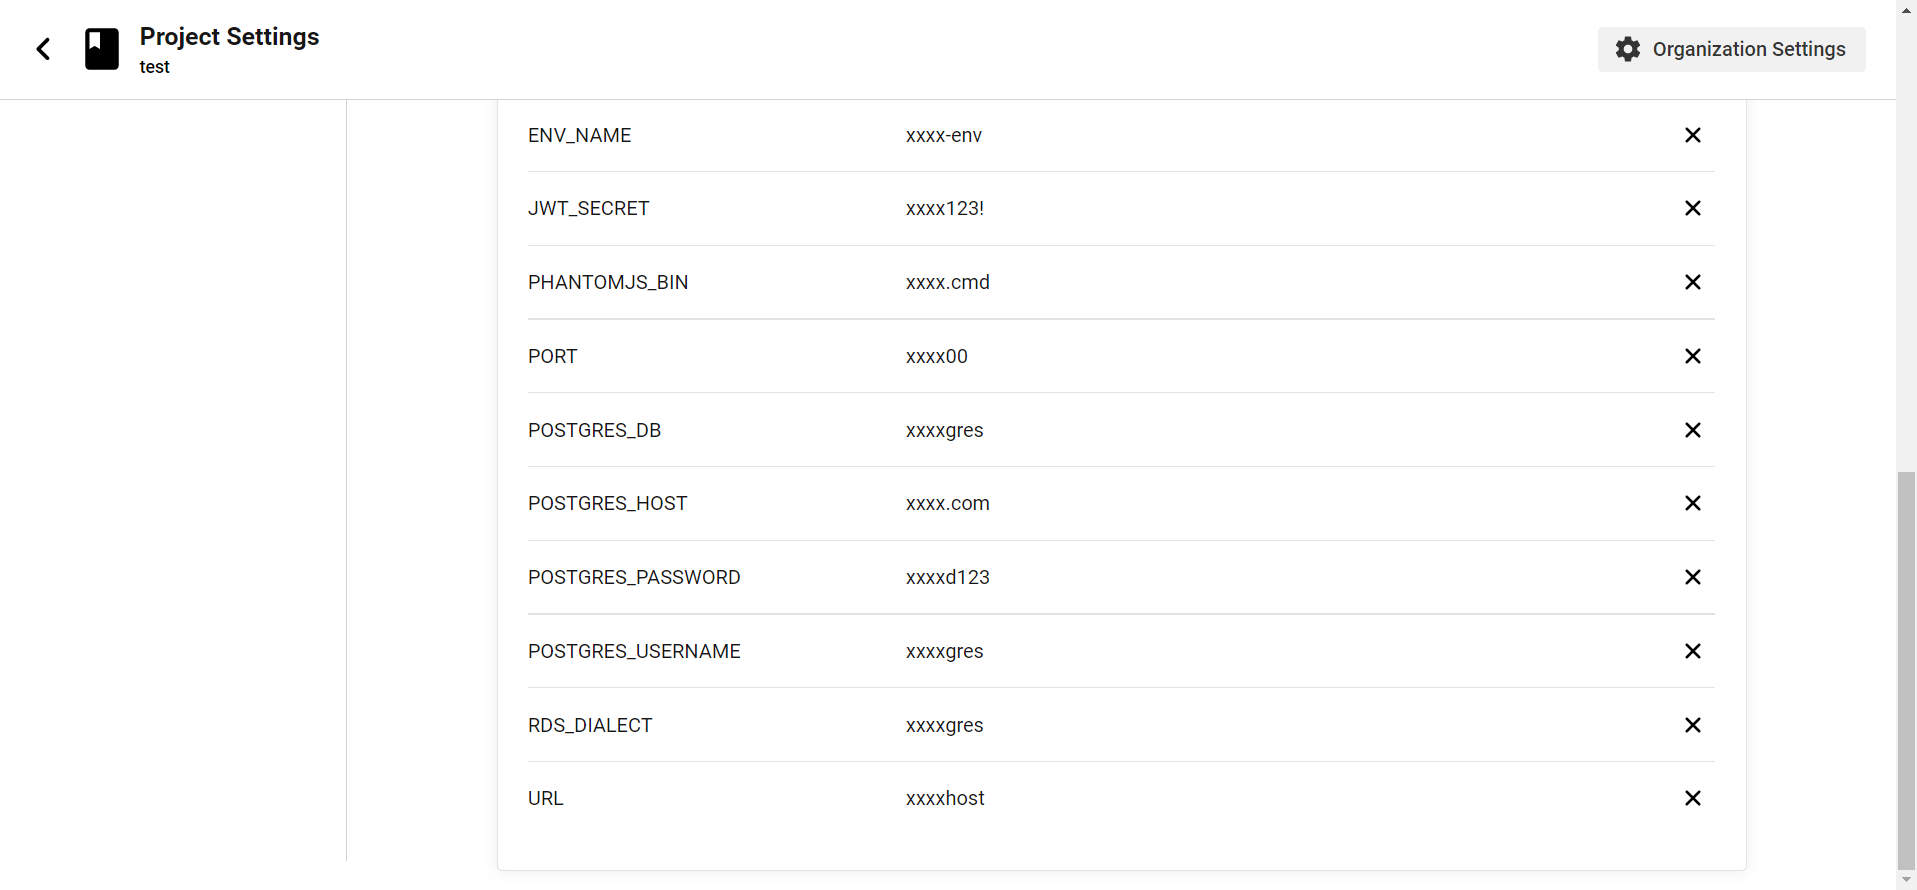 Project Settings
test
Organization Settings
ENV_NAME xxxx-env
JWT_SECRET xxxx123!
PHANTOMJS_BIN xxxx.cmd
PORT xxxx00
POSTGRES_DB xxxxgres
POSTGRES_HOST xxxx.com
POSTGRES_PASSWORD xxxxd123
POSTGRES_USERNAME xxxxgres
RDS_DIALECT xxxxgres
URL xxxxhost